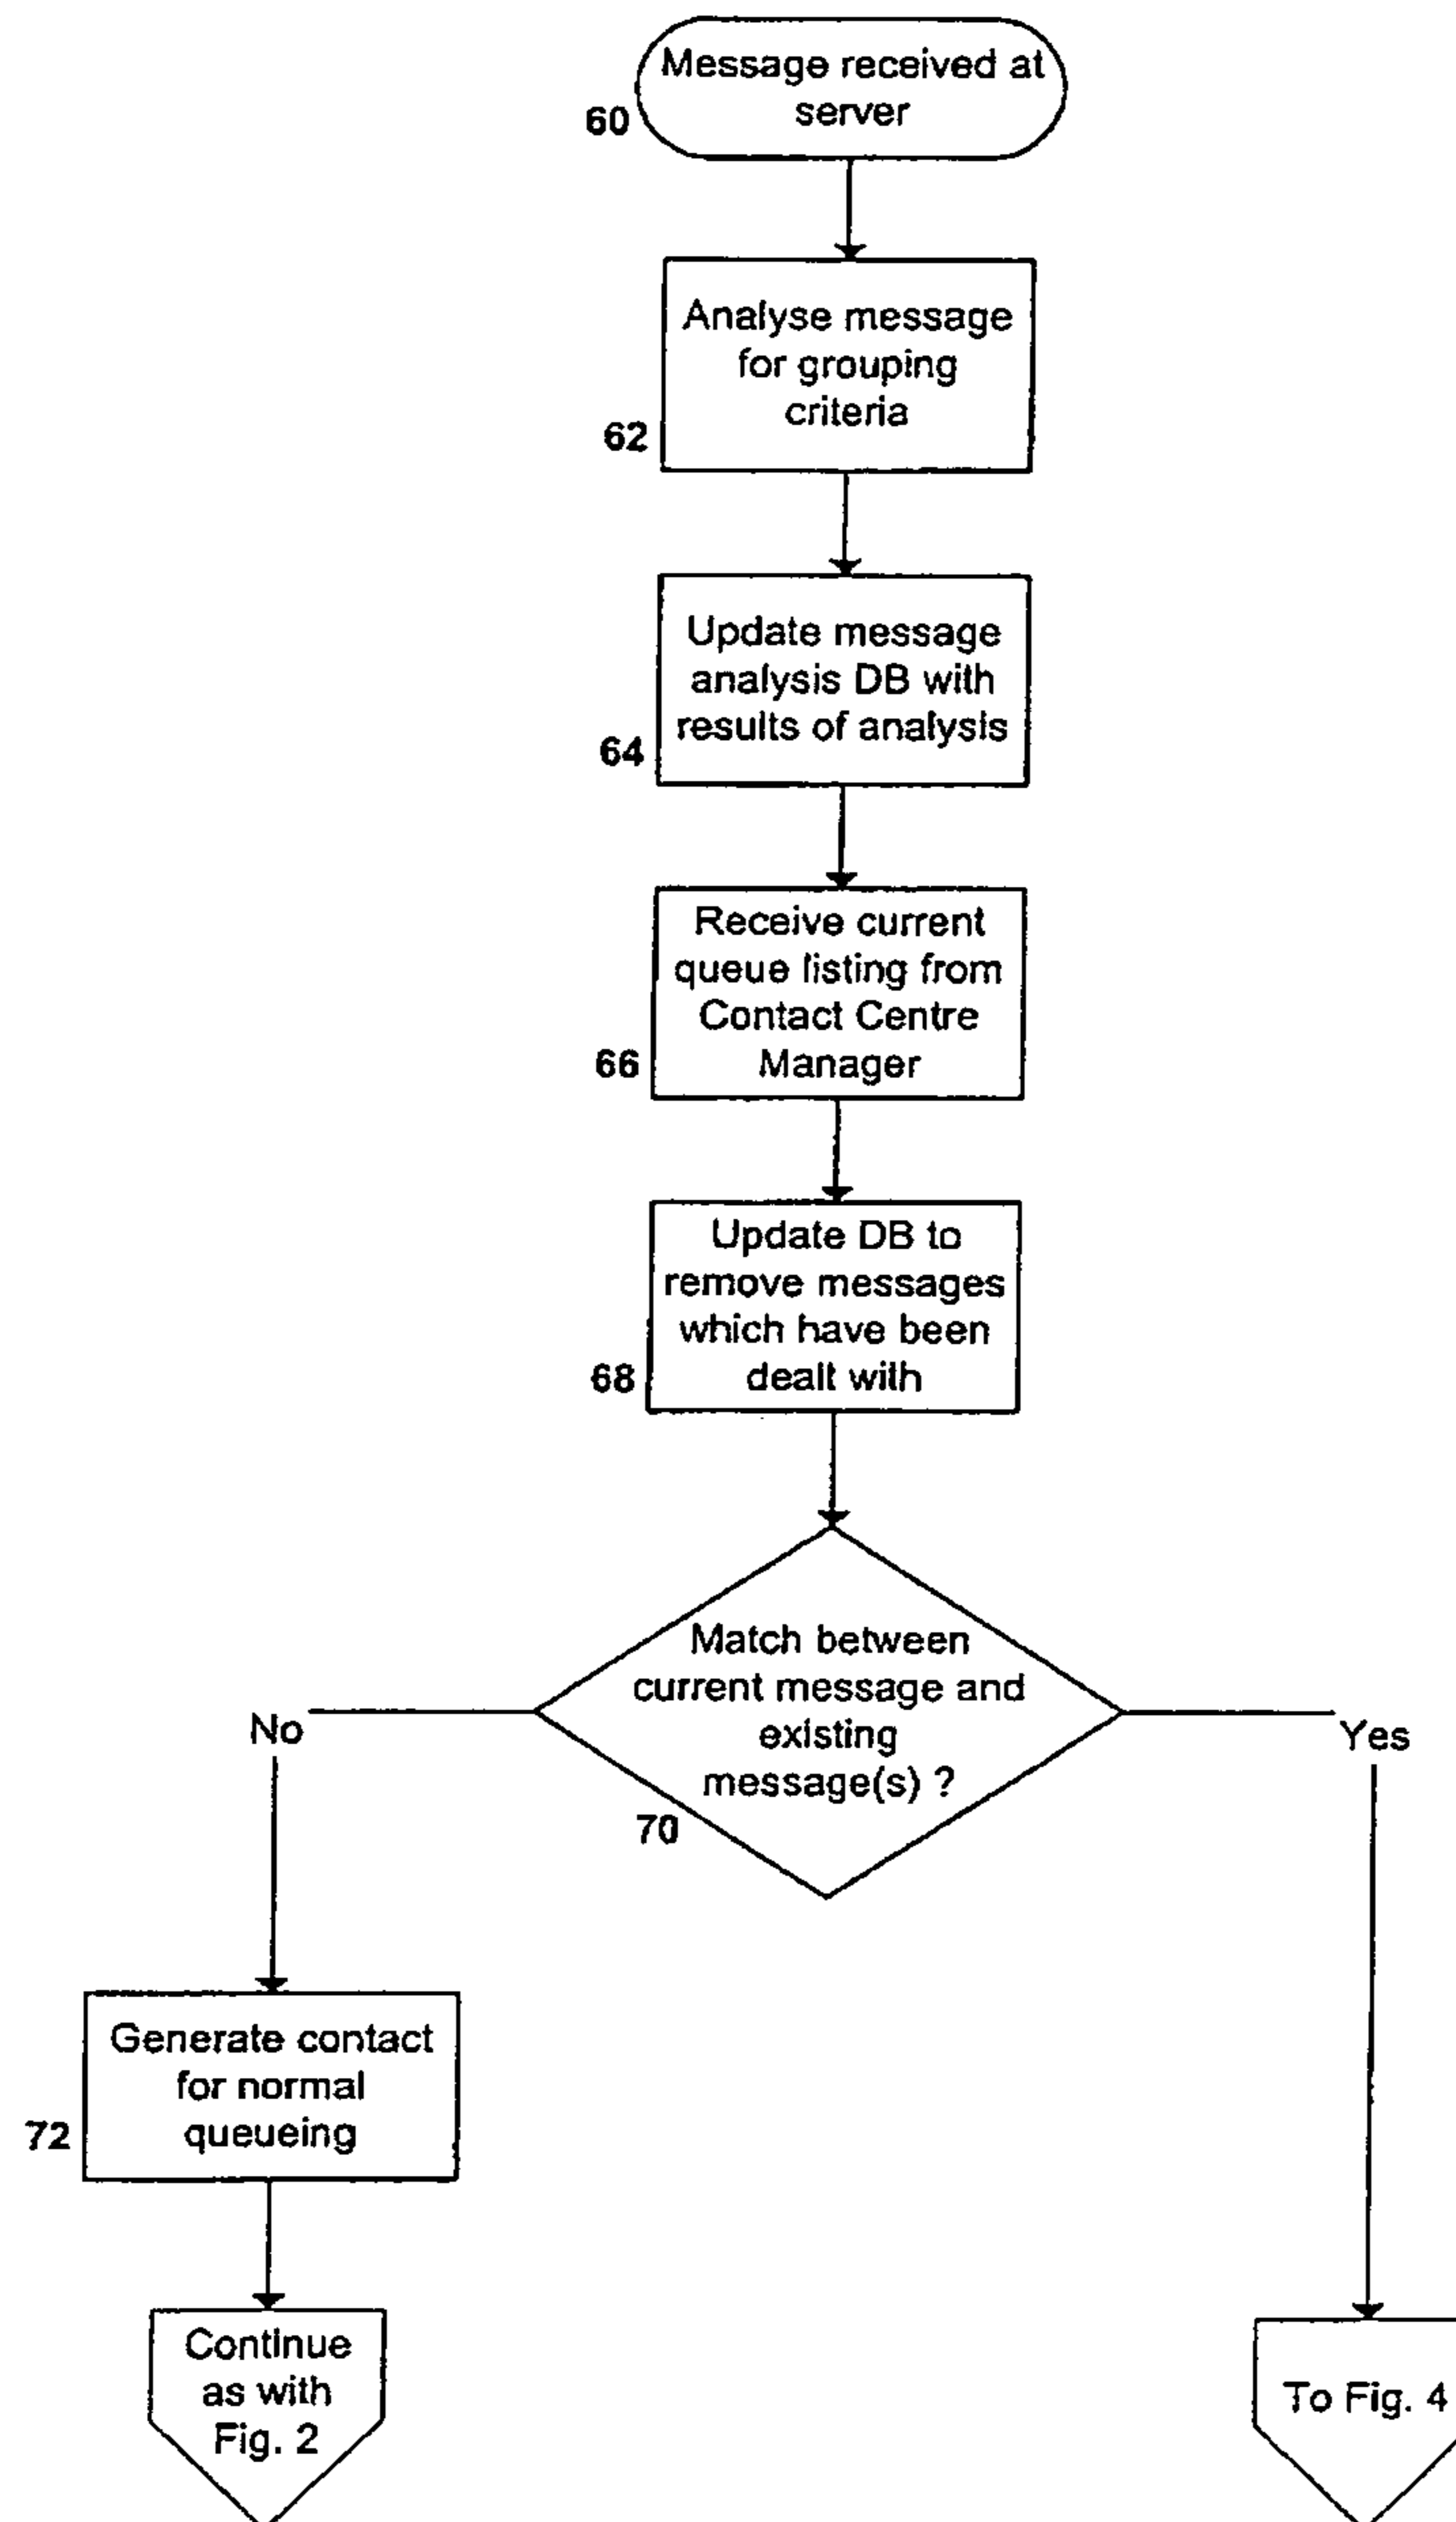 Message received at
server
60
Analyse message
for grouping
criteria
62
Update message
analysis DB with
results of analysis
64
Receive current
queue listing from
Contact Centre
Manager
66
Update DB to
remove messages
which have been
dealt with
68
Match between
current message and
existing
message(s) ?
70
No
Yes
Generate contact
for normal
queueing
72
Continue
as with
Fig. 2
To Fig. 4